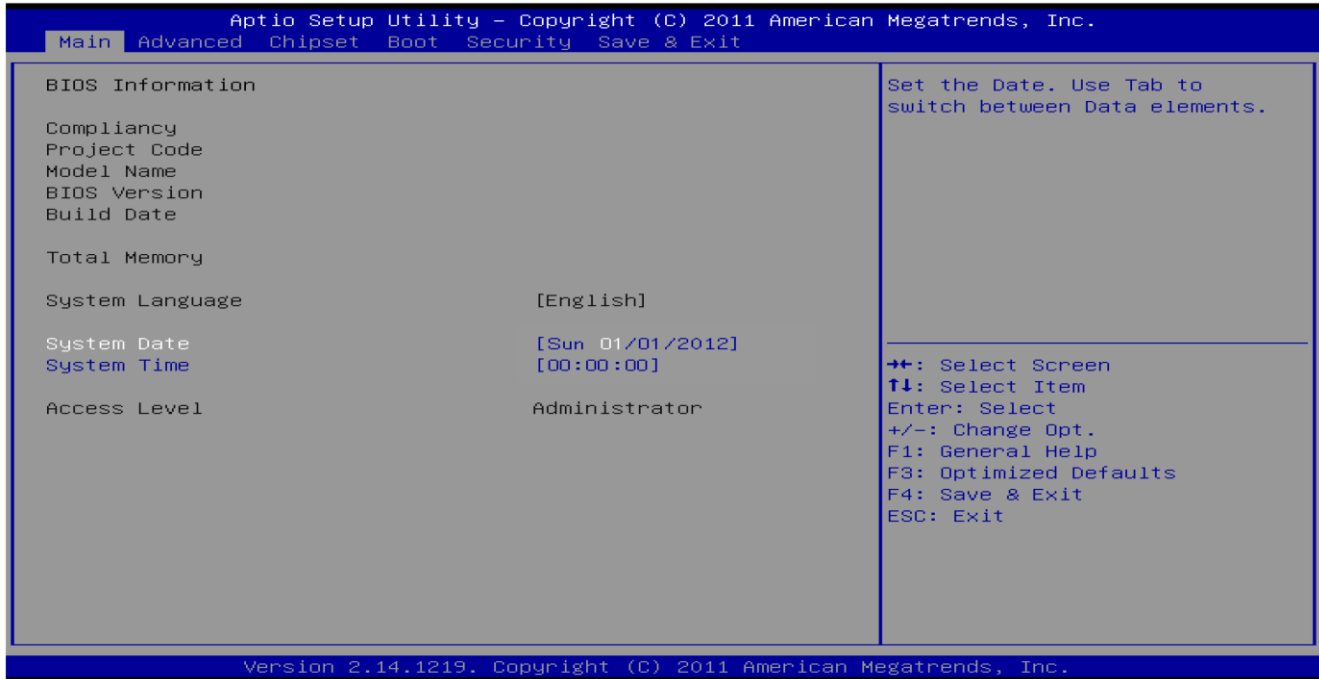 Aptio Setup Utility – Copyright (C) 2011 American Megatrends, Inc.
Main Advanced Chipset Boot Security Save & Exit
BIOS Information
Compliancy
Project Code
Model Name
BIOS Version
Build Date
Total Memory
System Language [English]
System Date [Sun 01/01/2012]
System Time [00:00:00]
Access Level Administrator
Set the Date. Use Tab to
switch between Data elements.
→←: Select Screen
↑↓: Select Item
Enter: Select
+/-: Change Opt.
F1: General Help
F3: Optimized Defaults
F4: Save & Exit
ESC: Exit
Version 2.14.1219. Copyright (C) 2011 American Megatrends, Inc.